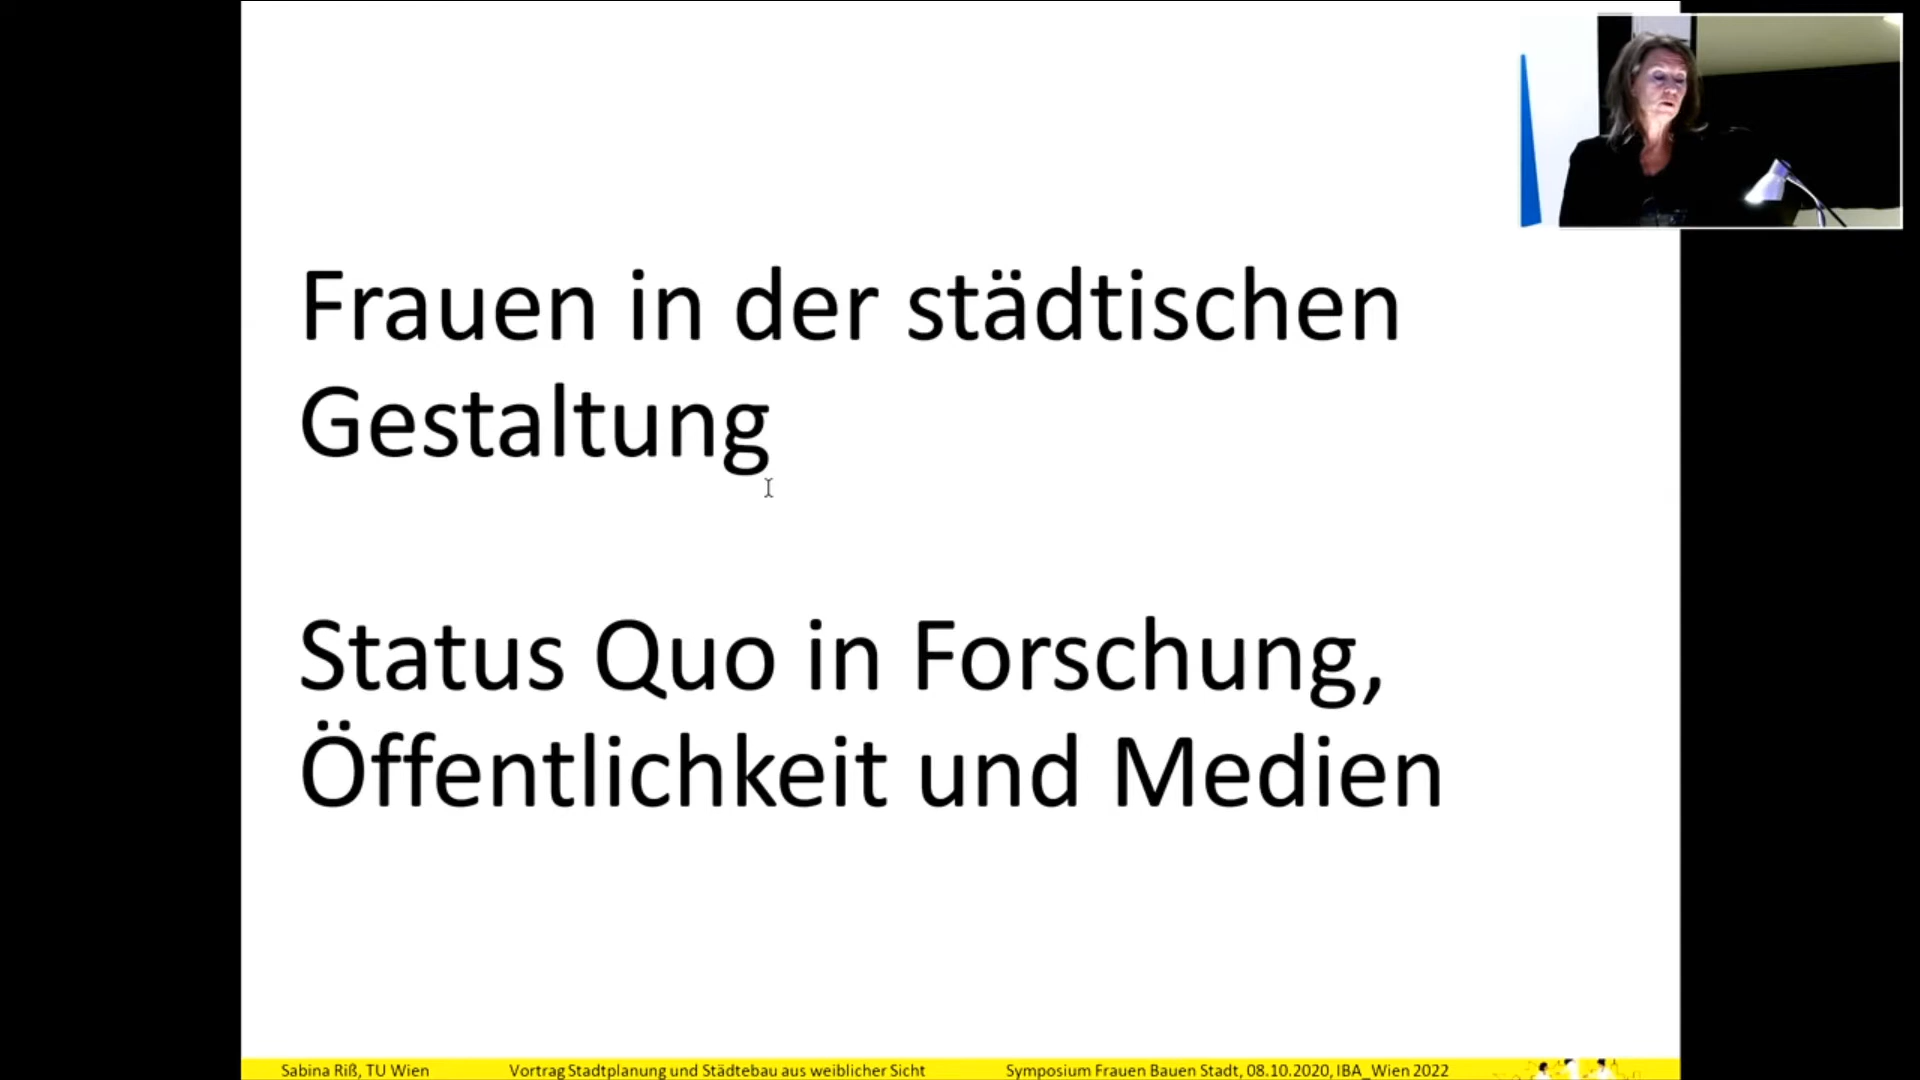 Frauen in der städtischen
Gestaltung
Status Quo in Forschung,
Öffentlichkeit und Medien
Sabina Riß, TU Wien Vortrag Stadtplanung und Städtebau aus weiblicher Sicht Symposium Frauen Bauen Stadt, 08.10.2020, IBA_Wien 2022